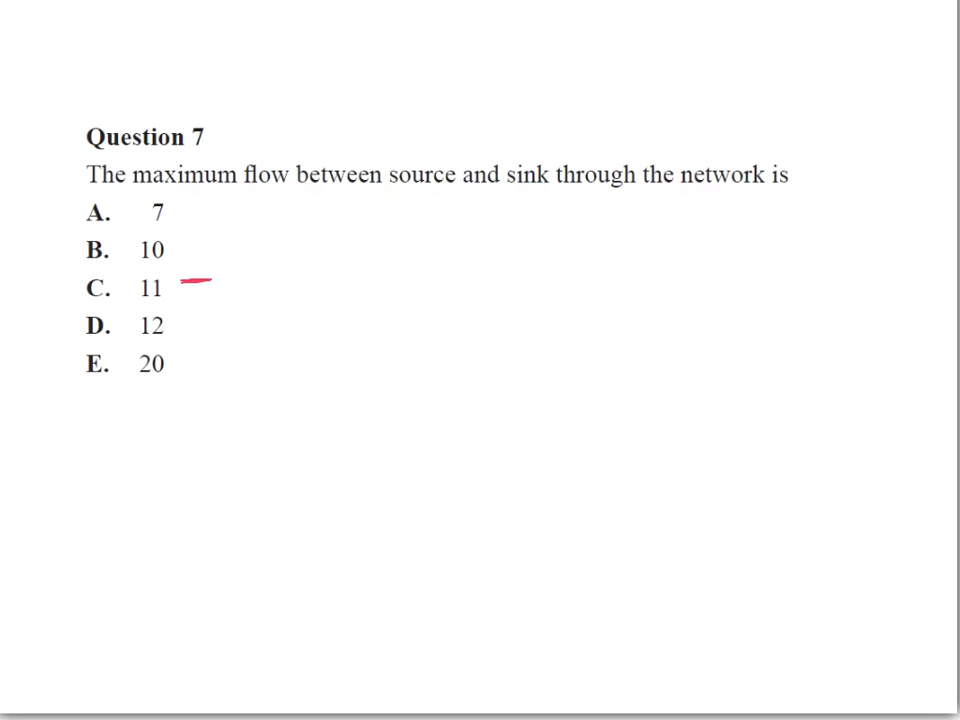 Question 7
The maximum flow between source and sink through the network is
A. 7
B. 10
C. 11
D. 12
E. 20